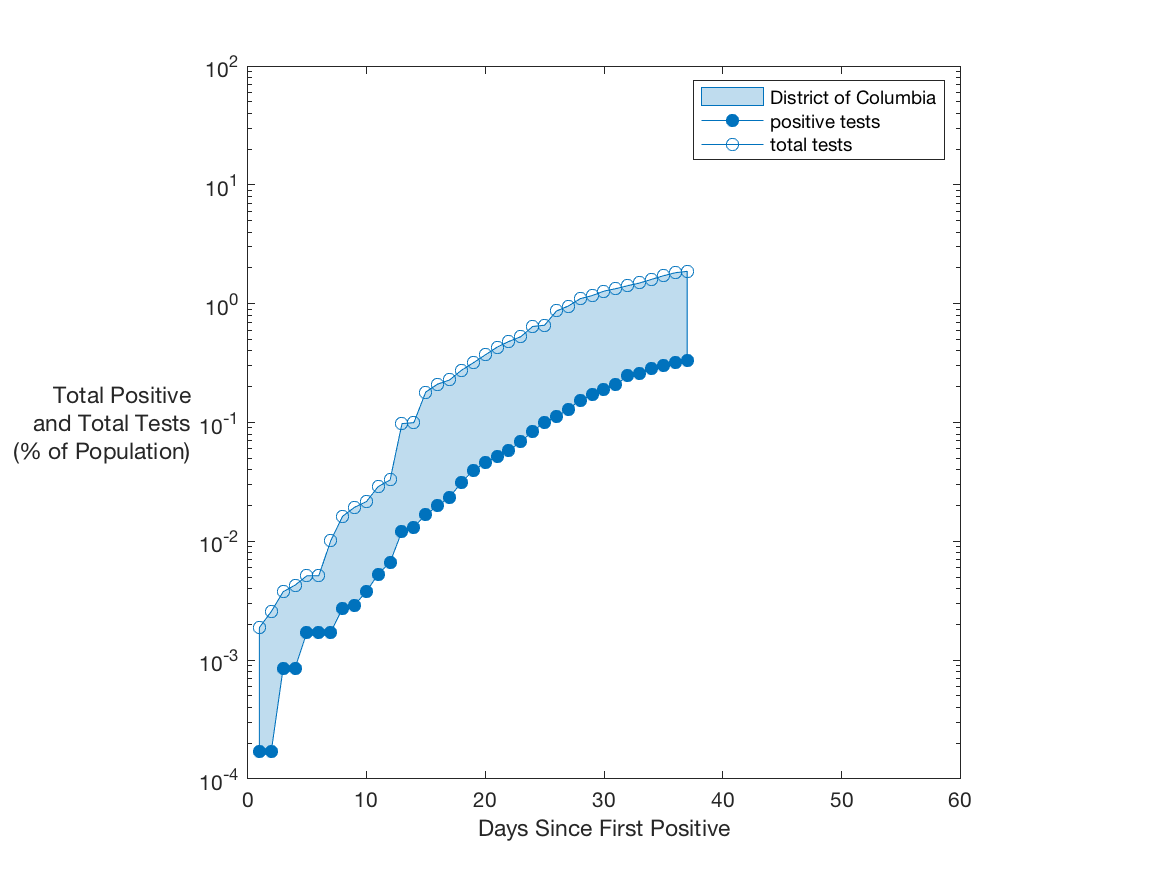 10^2
10^1
10^0
10^-1
10^-2
10^-3
10^-4
Total Positive
and Total Tests
(% of Population)
District of Columbia
positive tests
total tests
0 10 20 30 40 50 60
Days Since First Positive